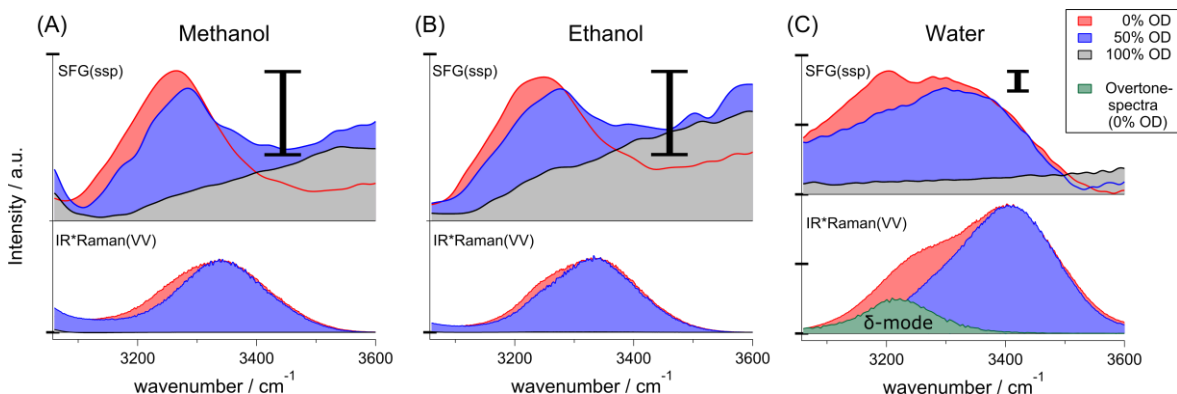 (A)
Methanol
SFG(ssp)
IR*Raman(VV)
3200
3400
3600
wavenumber / cm⁻¹
Intensity / a.u.
(B)
Ethanol
SFG(ssp)
IR*Raman(VV)
3200
3400
3600
wavenumber / cm⁻¹
(C)
Water
SFG(ssp)
IR*Raman(VV)
δ-mode
3200
3400
3600
wavenumber / cm⁻¹
0% OD
50% OD
100% OD
Overtone-
spectra
(0% OD)